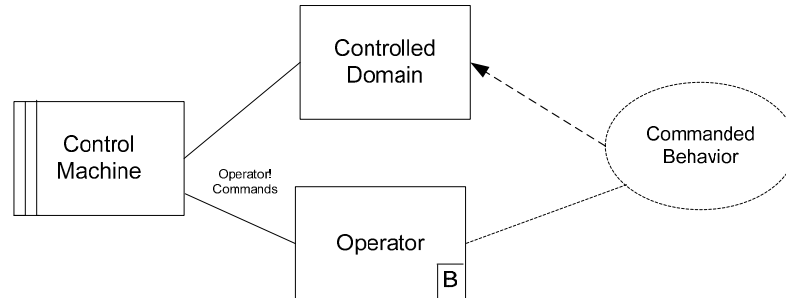 Controlled
Domain
Control
Machine
Commanded
Behavior
Operator!
Commands
Operator
B